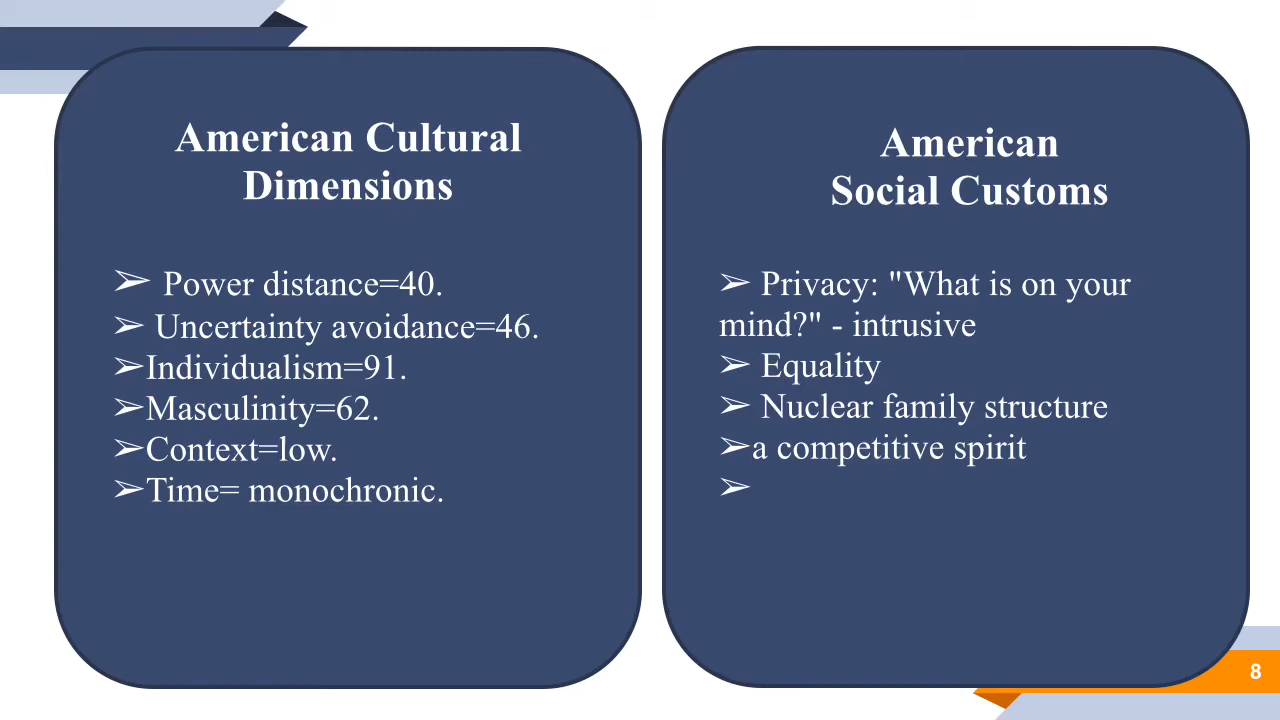 American Cultural
Dimensions
➢ Power distance=40.
➢ Uncertainty avoidance=46.
➢Individualism=91.
➢Masculinity=62.
➢Context=low.
➢Time= monochronic.
American
Social Customs
➢ Privacy: "What is on your
mind?" - intrusive
➢ Equality
➢ Nuclear family structure
➢a competitive spirit
➢
8